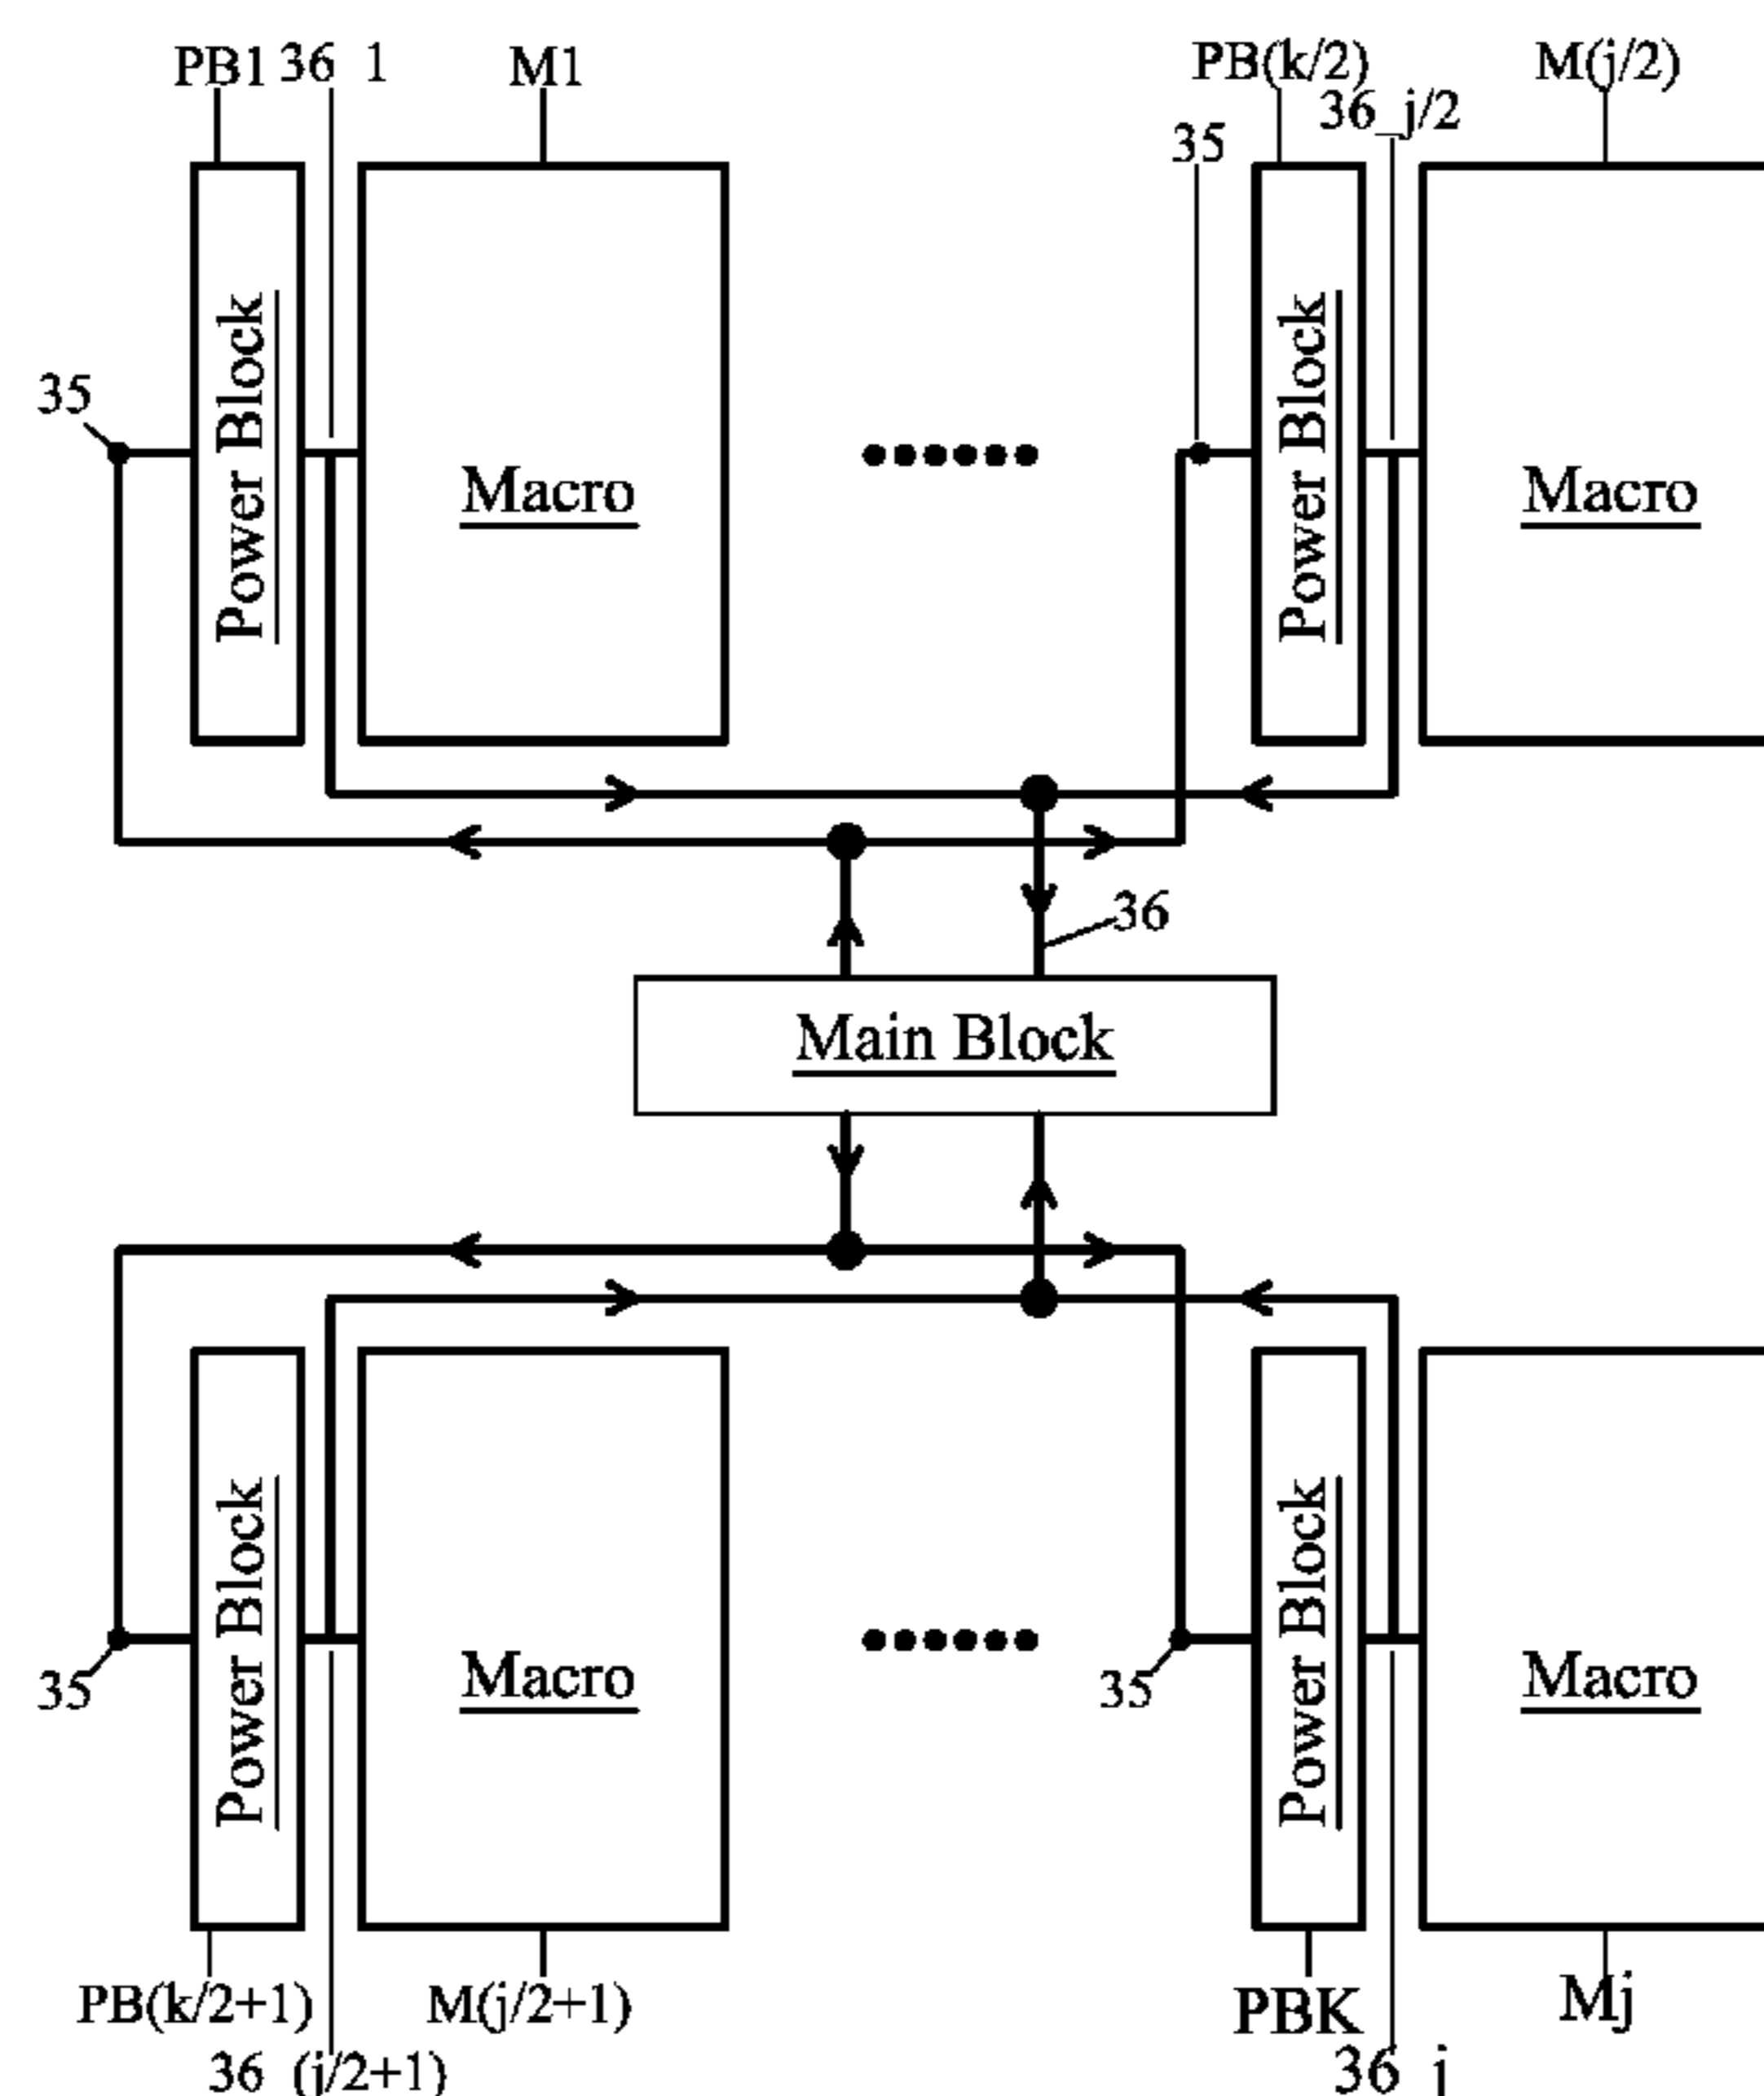 PB1 36_1 M1 PB(k/2) M(j/2)
36_j/2
35
Power Block
Power Block
35
Macro
Macro
36
Main Block
Power Block
Power Block
35
Macro
35
Macro
PB(k/2+1) M(j/2+1) PBK Mj
36_(j/2+1) 36_j